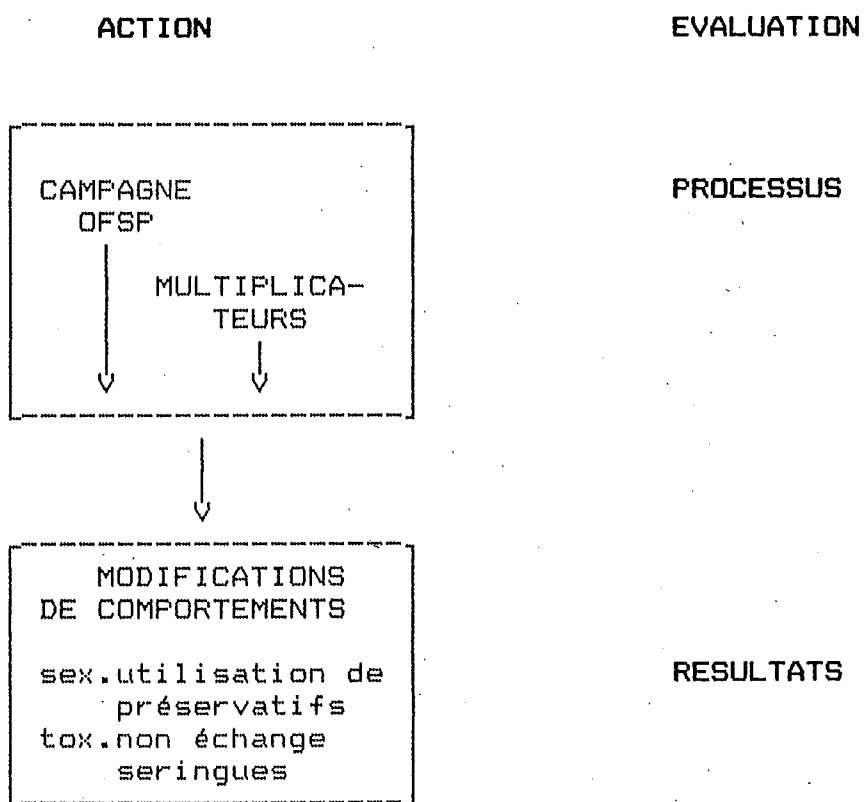 ACTION EVALUATION
CAMPAGNE PROCESSUS
OFSP
MULTIPLICA-
TEURS
MODIFICATIONS
DE COMPORTEMENTS
sex.utilisation de RESULTATS
préservatifs
tox.non échange
seringues